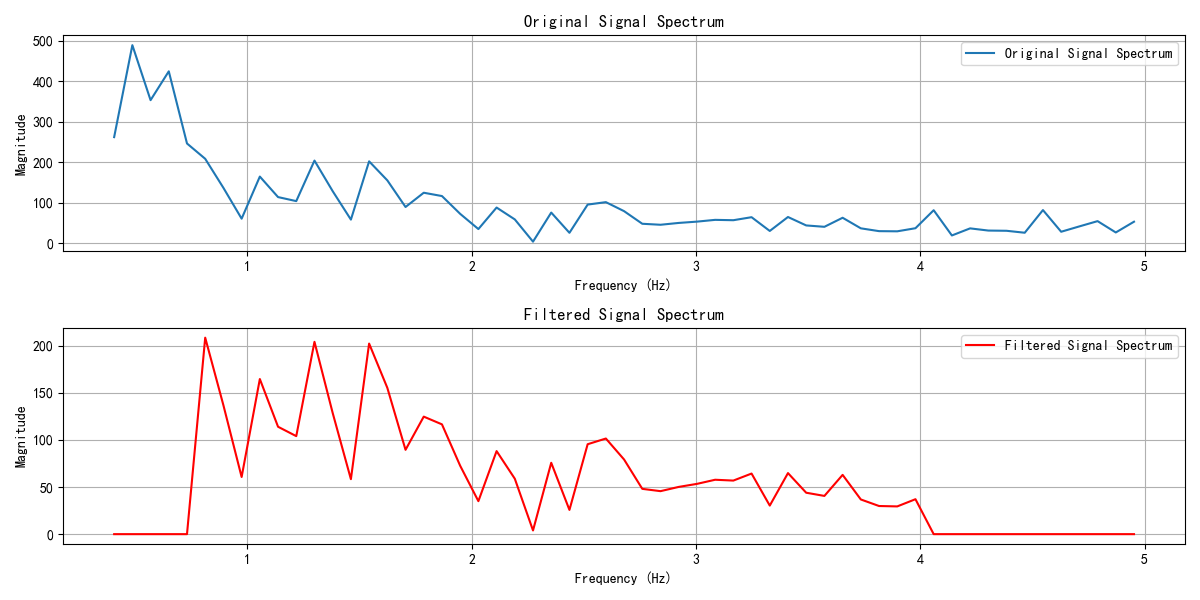 Original Signal Spectrum
500
400
300
200
100
0
Magnitude
Original Signal Spectrum
1 2 3 4 5
Frequency (Hz)
Filtered Signal Spectrum
200
150
100
50
0
Magnitude
Filtered Signal Spectrum
1 2 3 4 5
Frequency (Hz)